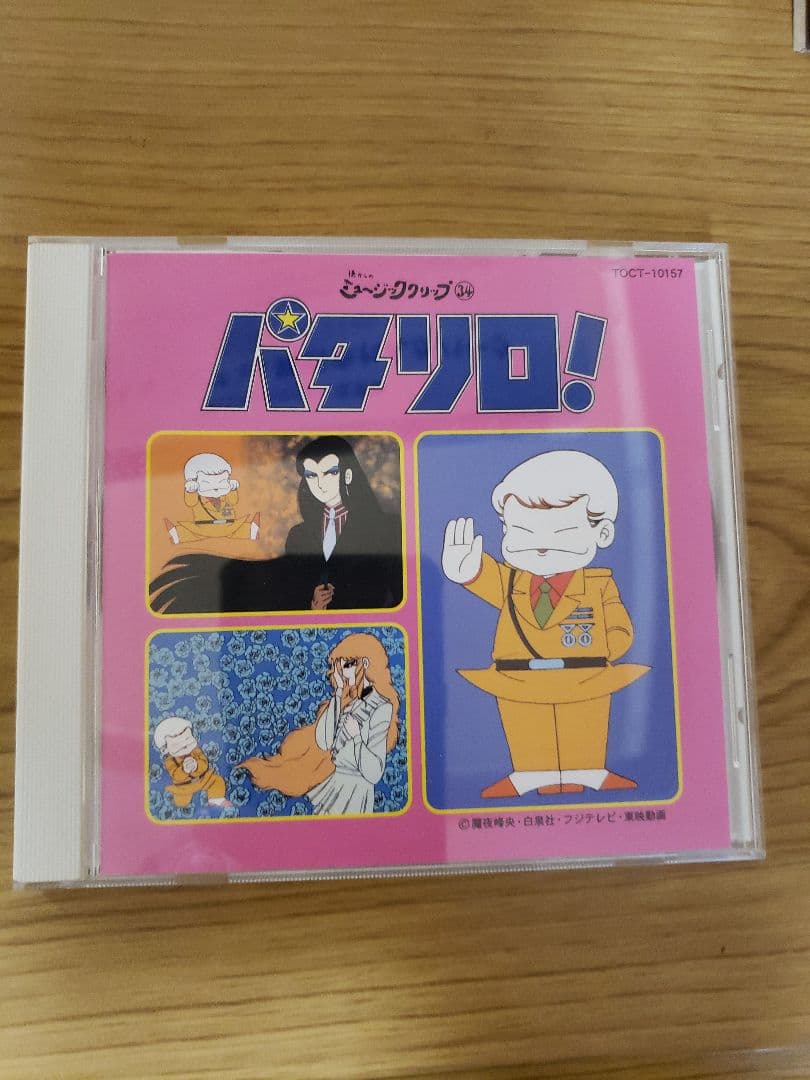 TOCT-10157
懐かしの
ミュージッククリップ㉞
パタリロ!
©魔夜峰央・白泉社・フジテレビ・東映動画